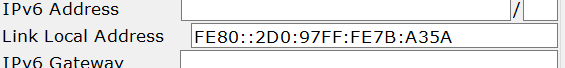 IPv6 Address /
Link Local Address FE80::2D0:97FF:FE7B:A35A
IPv6 Gateway